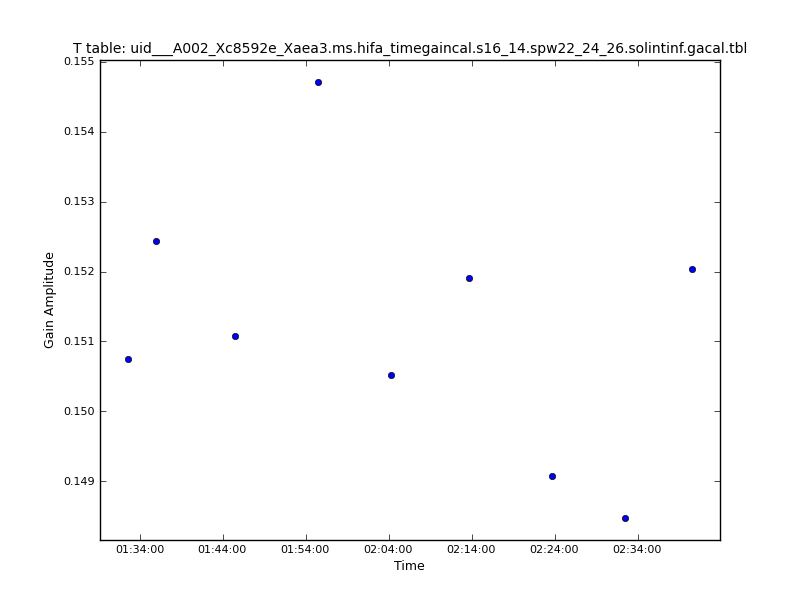 T table: uid___A002_Xc8592e_Xaea3.ms.hifa_timegaincal.s16_14.spw22_24_26.solintinf.gacal.tbl
0.155
0.154
0.153
0.152
0.151
0.150
0.149
Gain Amplitude
01:34:00 01:44:00 01:54:00 02:04:00 02:14:00 02:24:00 02:34:00
Time